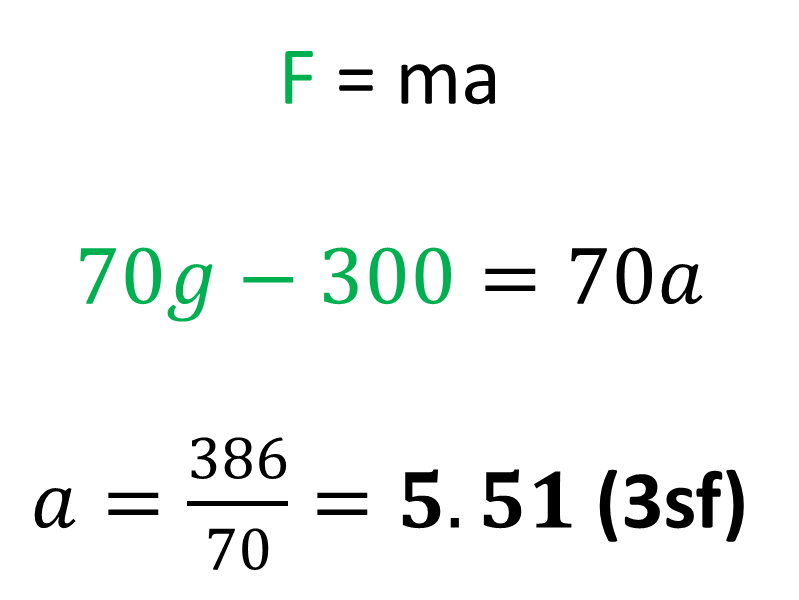 F = ma
70g − 300 = 70a
a = 386/70 = 5.51 (3sf)